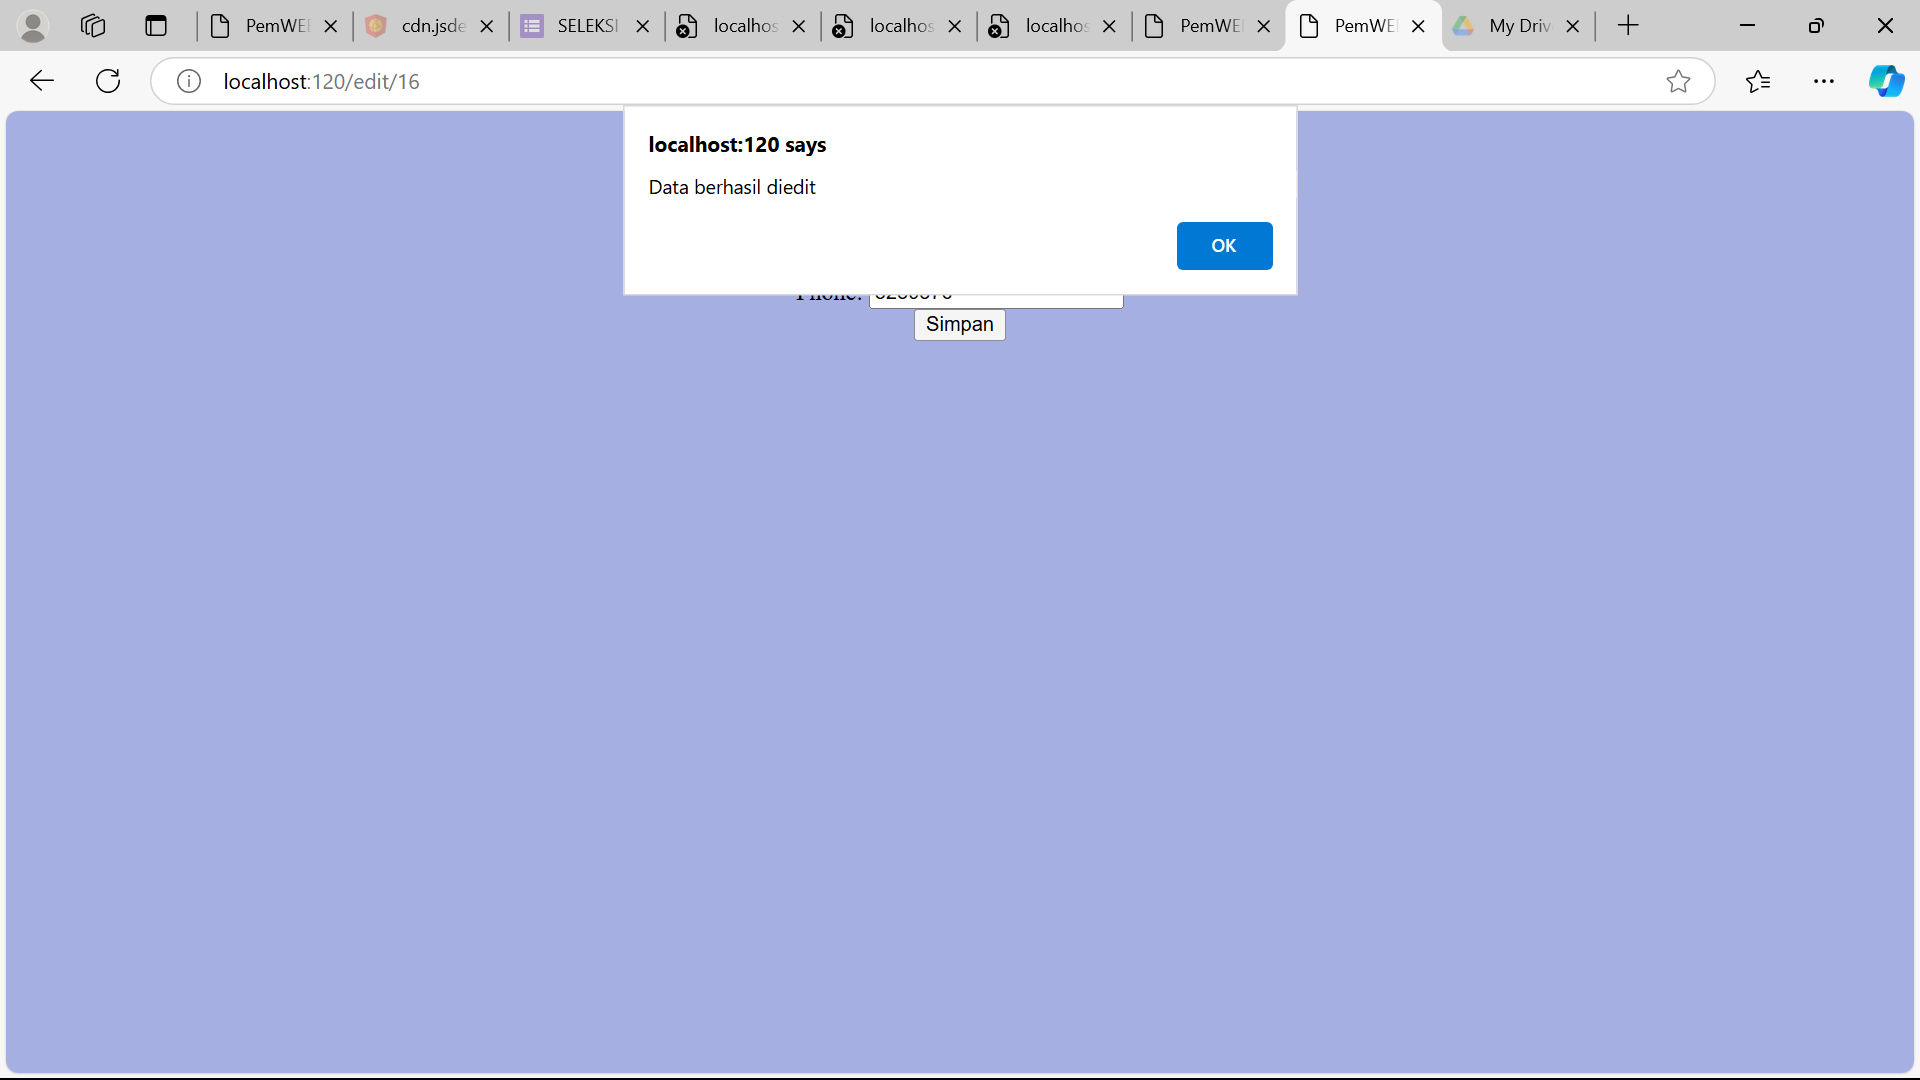 PemWE
cdn.jsde
SELEKSI
localhos
localhos
localhos
PemWE
PemWE
My Driv
localhost:120/edit/16
localhost:120 says
Data berhasil diedit
OK
Phone:
Simpan